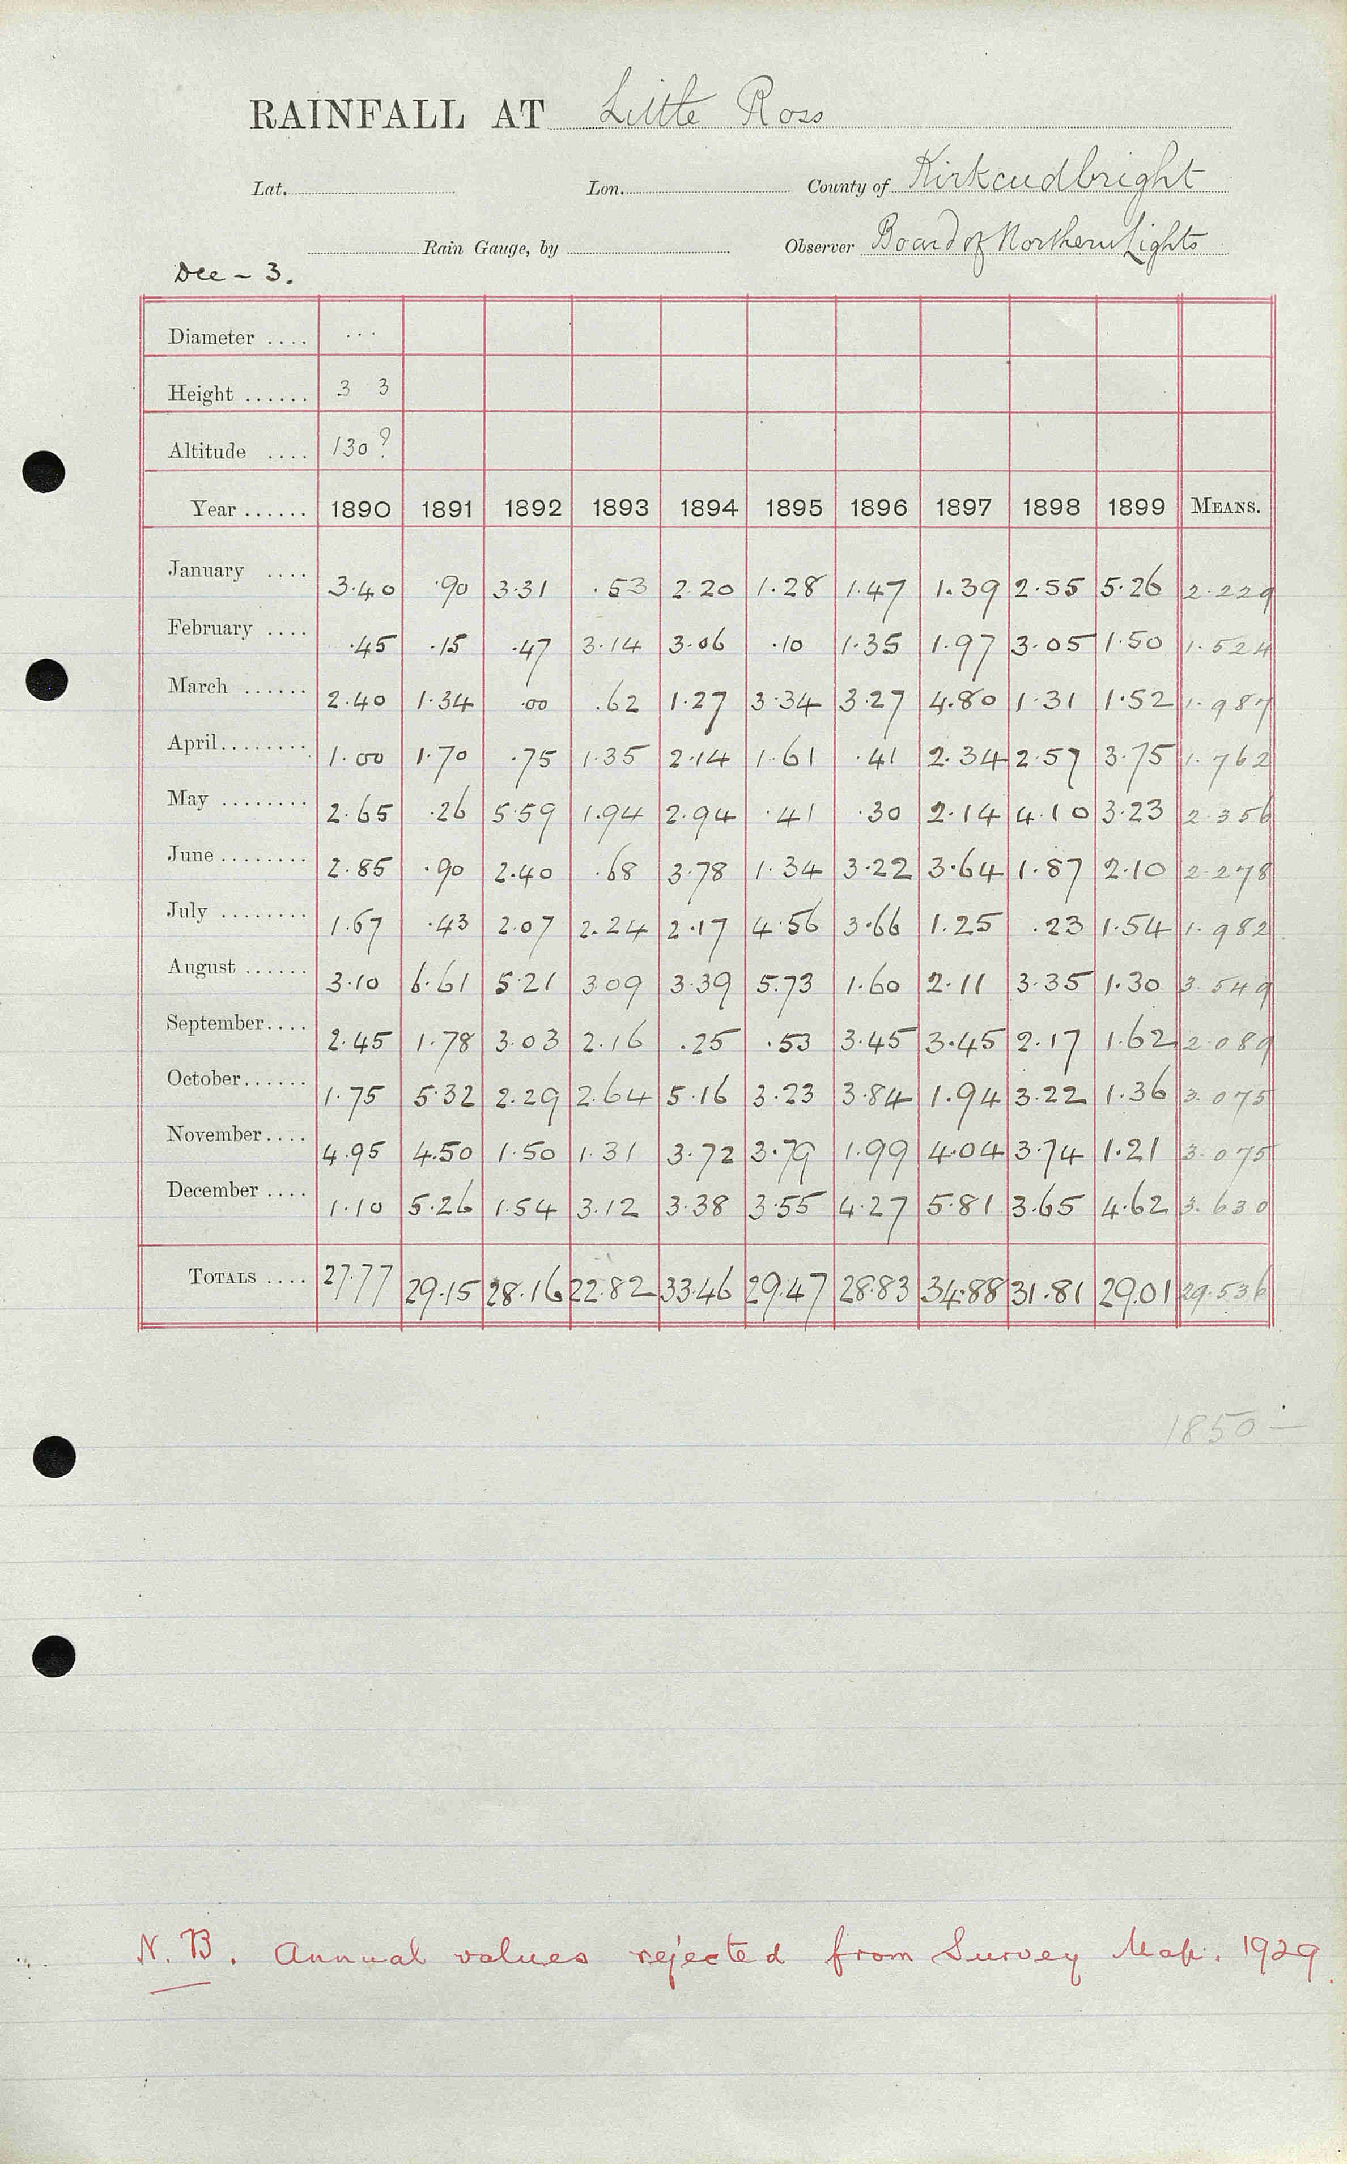 RAINFALL AT Little Ross
Lat. Lon. County of Kirkcudbright
Rain Gauge, by Observer Board of Northern Lights
Dee - 3.
Diameter .... ...
Height ...... 3 3
Altitude .... 130?
Year ...... 1890 1891 1892 1893 1894 1895 1896 1897 1898 1899 MEANS.
January .... 3.40 .90 3.31 .53 2.20 1.28 1.47 1.39 2.55 5.26 2.229
February .... .45 .15 .47 3.14 3.06 .10 1.35 1.97 3.05 1.50 1.524
March ...... 2.40 1.34 .00 .62 1.27 3.34 3.27 4.80 1.31 1.52 1.987
April........ 1.00 1.70 .75 1.35 2.14 1.61 .41 2.34 2.57 3.75 1.762
May ........ 2.65 .26 5.59 1.94 2.94 .41 .30 2.14 4.10 3.23 2.356
June ........ 2.85 .90 2.40 .68 3.78 1.34 3.22 3.64 1.87 2.10 2.278
July ........ 1.67 .43 2.07 2.24 2.17 4.56 3.66 1.25 .23 1.54 1.982
August ...... 3.10 6.61 5.21 3.09 3.39 5.73 1.60 2.11 3.35 1.30 3.549
September.... 2.45 1.78 3.03 2.16 .25 .53 3.45 3.45 2.17 1.62 2.089
October...... 1.75 5.32 2.29 2.64 5.16 3.23 3.84 1.94 3.22 1.36 3.075
November.... 4.95 4.50 1.50 1.31 3.72 3.79 1.99 4.04 3.74 1.21 3.075
December .... 1.10 5.26 1.54 3.12 3.38 3.55 4.27 5.81 3.65 4.62 3.630
TOTALS .... 27.77 29.15 28.16 22.82 33.46 29.47 28.83 34.88 31.81 29.01 29.536
1850 -
N.B. Annual values rejected from Survey Map. 1929